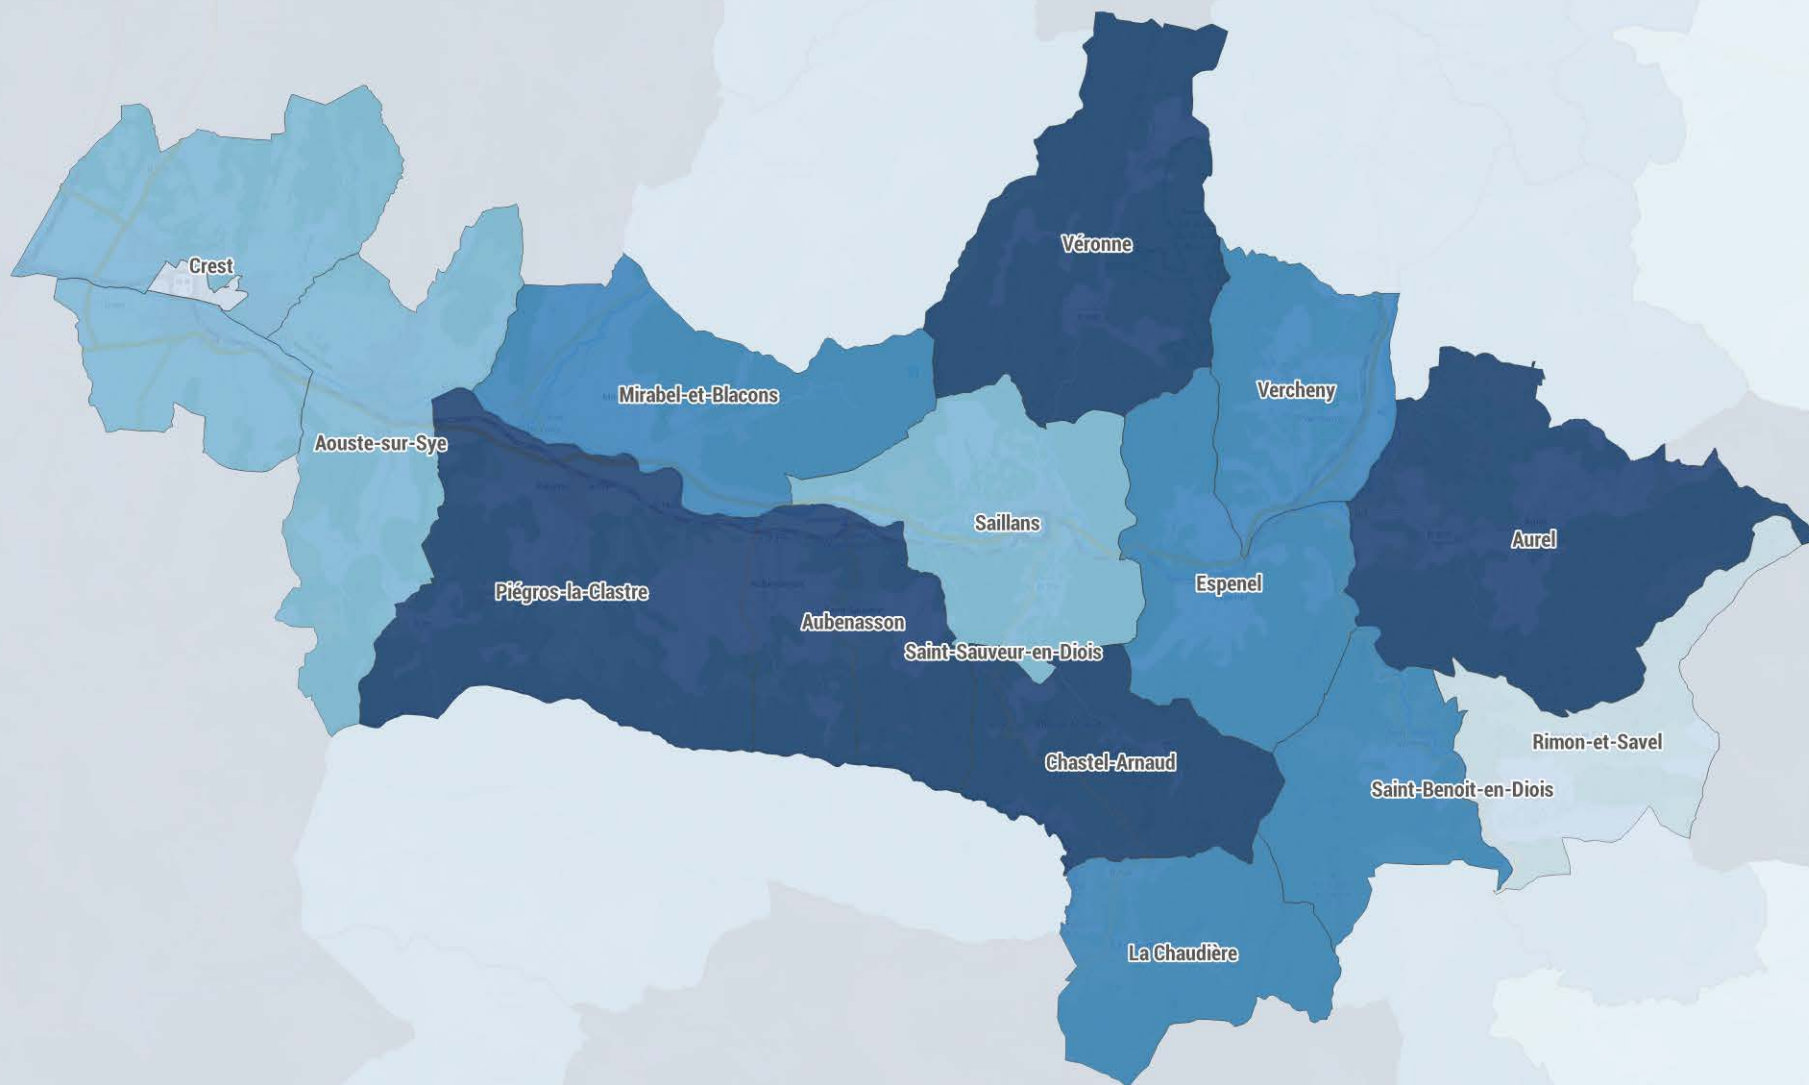 Véronne
Crest
Mirabel-et-Blacons
Vercheny
Aouste-sur-Sye
Saillans
Aurel
Espenel
Piégros-la-Clastre
Aubenasson
Saint-Sauveur-en-Diois
Rimon-et-Savel
Chastel-Arnaud
Saint-Benoit-en-Diois
La Chaudière